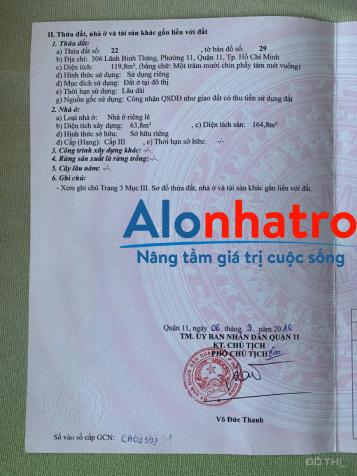 II. Thửa đất, nhà ở và tài sản khác gắn liền với đất
1. Thửa đất:
a) Thửa đất số: 22 , tờ bản đồ số: 29
b) Địa chỉ: 306 Lãnh Binh Thăng, Phường 11, Quận 11, Tp. Hồ Chí Minh
c) Diện tích: 119,8m², (bằng chữ: Một trăm mười chín phẩy tám mét vuông)
d) Hình thức sử dụng: Sử dụng riêng
đ) Mục đích sử dụng: Đất ở tại đô thị
e) Thời hạn sử dụng: Lâu dài
g) Nguồn gốc sử dụng: Công nhận QSDĐ như giao đất có thu tiền sử dụng đất
2. Nhà ở:
a) Loại nhà ở: Nhà ở riêng lẻ
b) Diện tích xây dựng: 63,8m² , c) Diện tích sàn: 164,8m²
d) Hình thức sở hữu: Sở hữu riêng
đ) Cấp (Hạng): Cấp III , e) Thời hạn sở hữu: -/-
3. Công trình xây dựng khác: -/-.
4. Rừng sản xuất là rừng trồng: -/-.
5. Cây lâu năm: -/-.
6. Ghi chú:
- Xem ghi chú Trang 3 Mục III. Sơ đồ thửa đất, nhà ở và tài sản khác gắn liền với đất.
Alonhatro
Nâng tầm giá trị cuộc sống
Quận 11, ngày 06 tháng 9 năm 2016
TM. ỦY BAN NHÂN DÂN QUẬN 11
KT. CHỦ TỊCH
PHÓ CHỦ TỊCH
Võ Đức Thanh
Số vào sổ cấp GCN:
ĐÔ THỊ